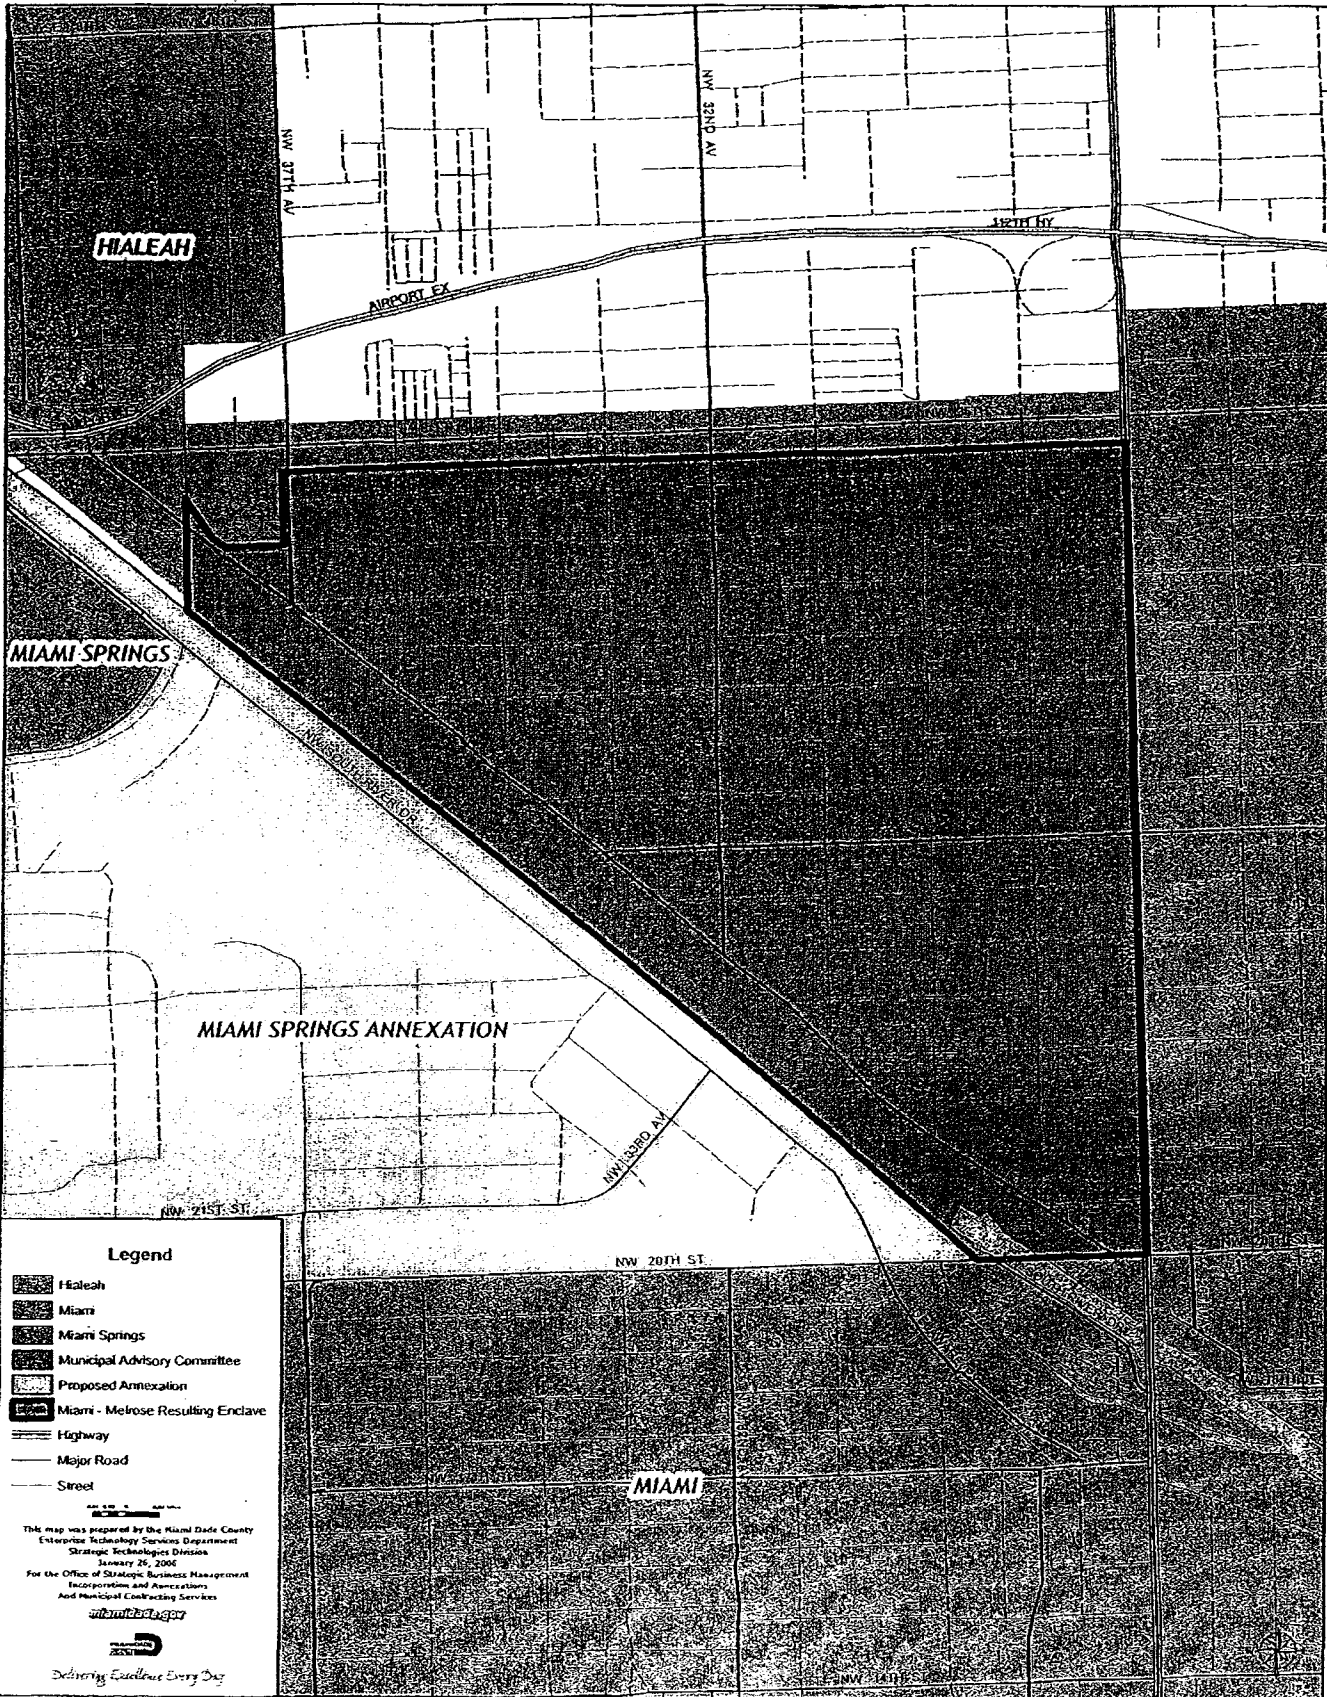 NW 37TH AV
NW 32ND AV
HIALEAH
112TH HY
AIRPORT EX
MIAMI SPRINGS
MIAMI SPRINGS ANNEXATION
NW 33RD AV
NW 21ST ST
NW 20TH ST
MIAMI
Legend
Hialeah
Miami
Miami Springs
Municipal Advisory Committee
Proposed Annexation
Miami - Melrose Resulting Enclave
Highway
Major Road
Street
This map was prepared by the Miami Dade County
Enterprise Technology Services Department
Strategic Technologies Division
January 26, 2006
For the Office of Strategic Business Management
Incorporation and Annexations
And Municipal Contracting Services
miamidade.gov
Delivering Excellence Every Day